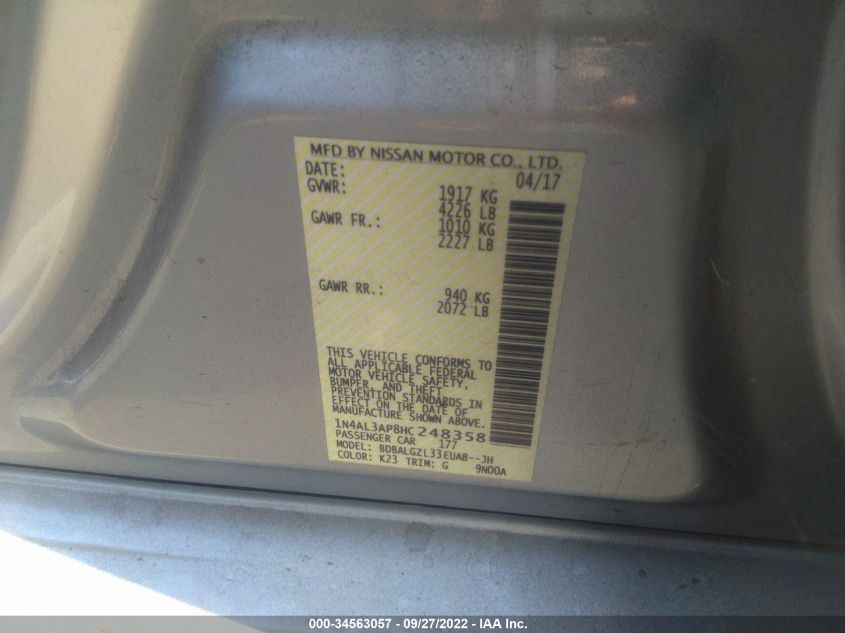 MFD BY NISSAN MOTOR CO., LTD.
DATE: 04/17
GVWR: 1917 KG
4226 LB
GAWR FR.: 1010 KG
2227 LB
GAWR RR.: 940 KG
2072 LB
THIS VEHICLE CONFORMS TO
ALL APPLICABLE FEDERAL
MOTOR VEHICLE SAFETY,
BUMPER, AND THEFT
PREVENTION STANDARDS IN
EFFECT ON THE DATE OF
MANUFACTURE SHOWN ABOVE.
1N4AL3AP8HC248358
PASSENGER CAR 177
MODEL: BDBALGZL33EUAB--JH
COLOR: K23 TRIM: G 9N00A
000-34563057 - 09/27/2022 - IAA Inc.